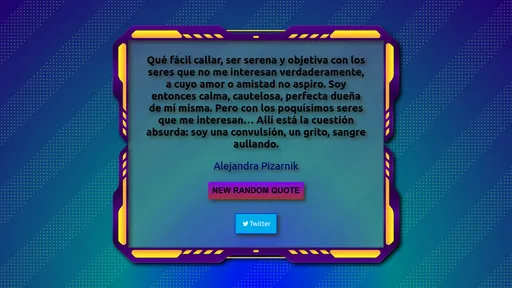 Qué fácil callar, ser serena y objetiva con los
seres que no me interesan verdaderamente,
a cuyo amor o amistad no aspiro. Soy
entonces calma, cautelosa, perfecta dueña
de mí misma. Pero con los poquísimos seres
que me interesan... Allí está la cuestión
absurda: soy una convulsión, un grito, sangre
aullando.
Alejandra Pizarnik
NEW RANDOM QUOTE
Twitter